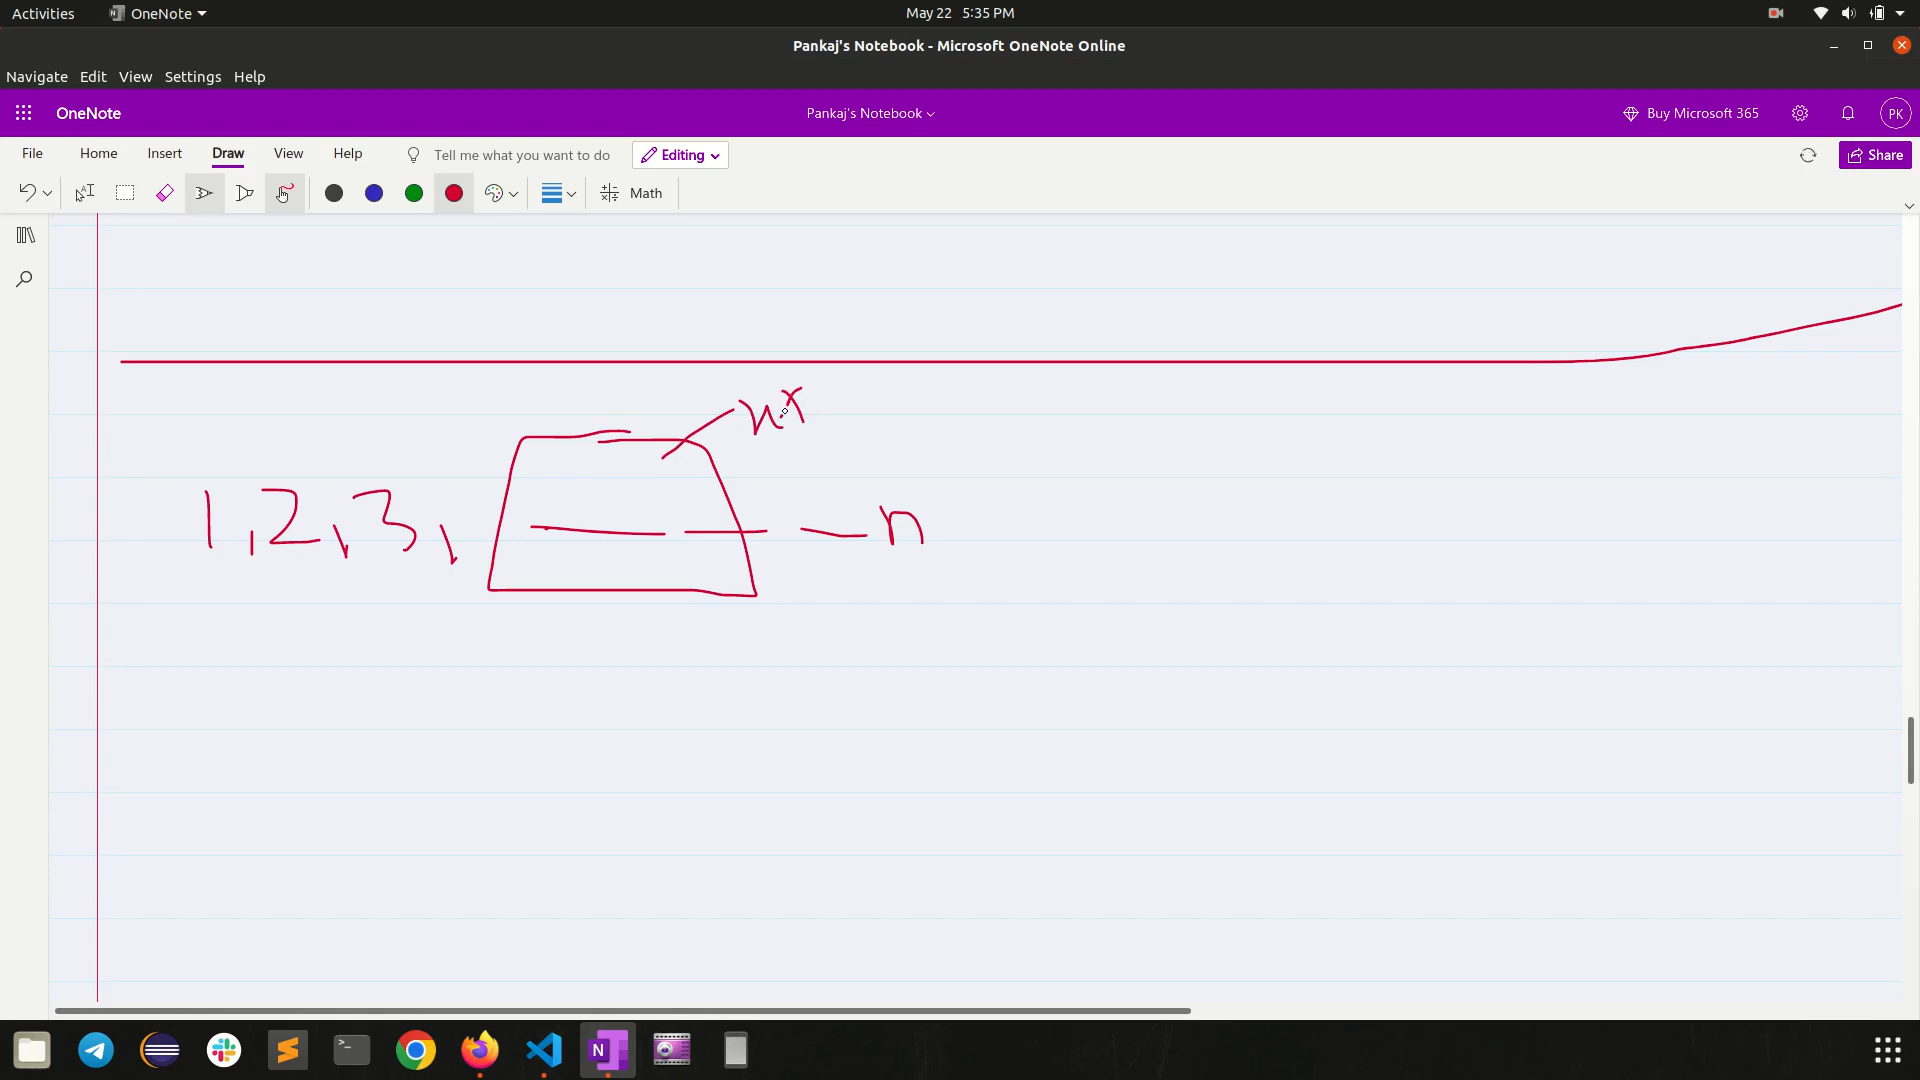 Activities OneNote May 22 5:35 PM
Pankaj's Notebook - Microsoft OneNote Online
Navigate Edit View Settings Help
OneNote Pankaj's Notebook Buy Microsoft 365 PK
File Home Insert Draw View Help Tell me what you want to do Editing Share
Math
1, 2, 3, n
N